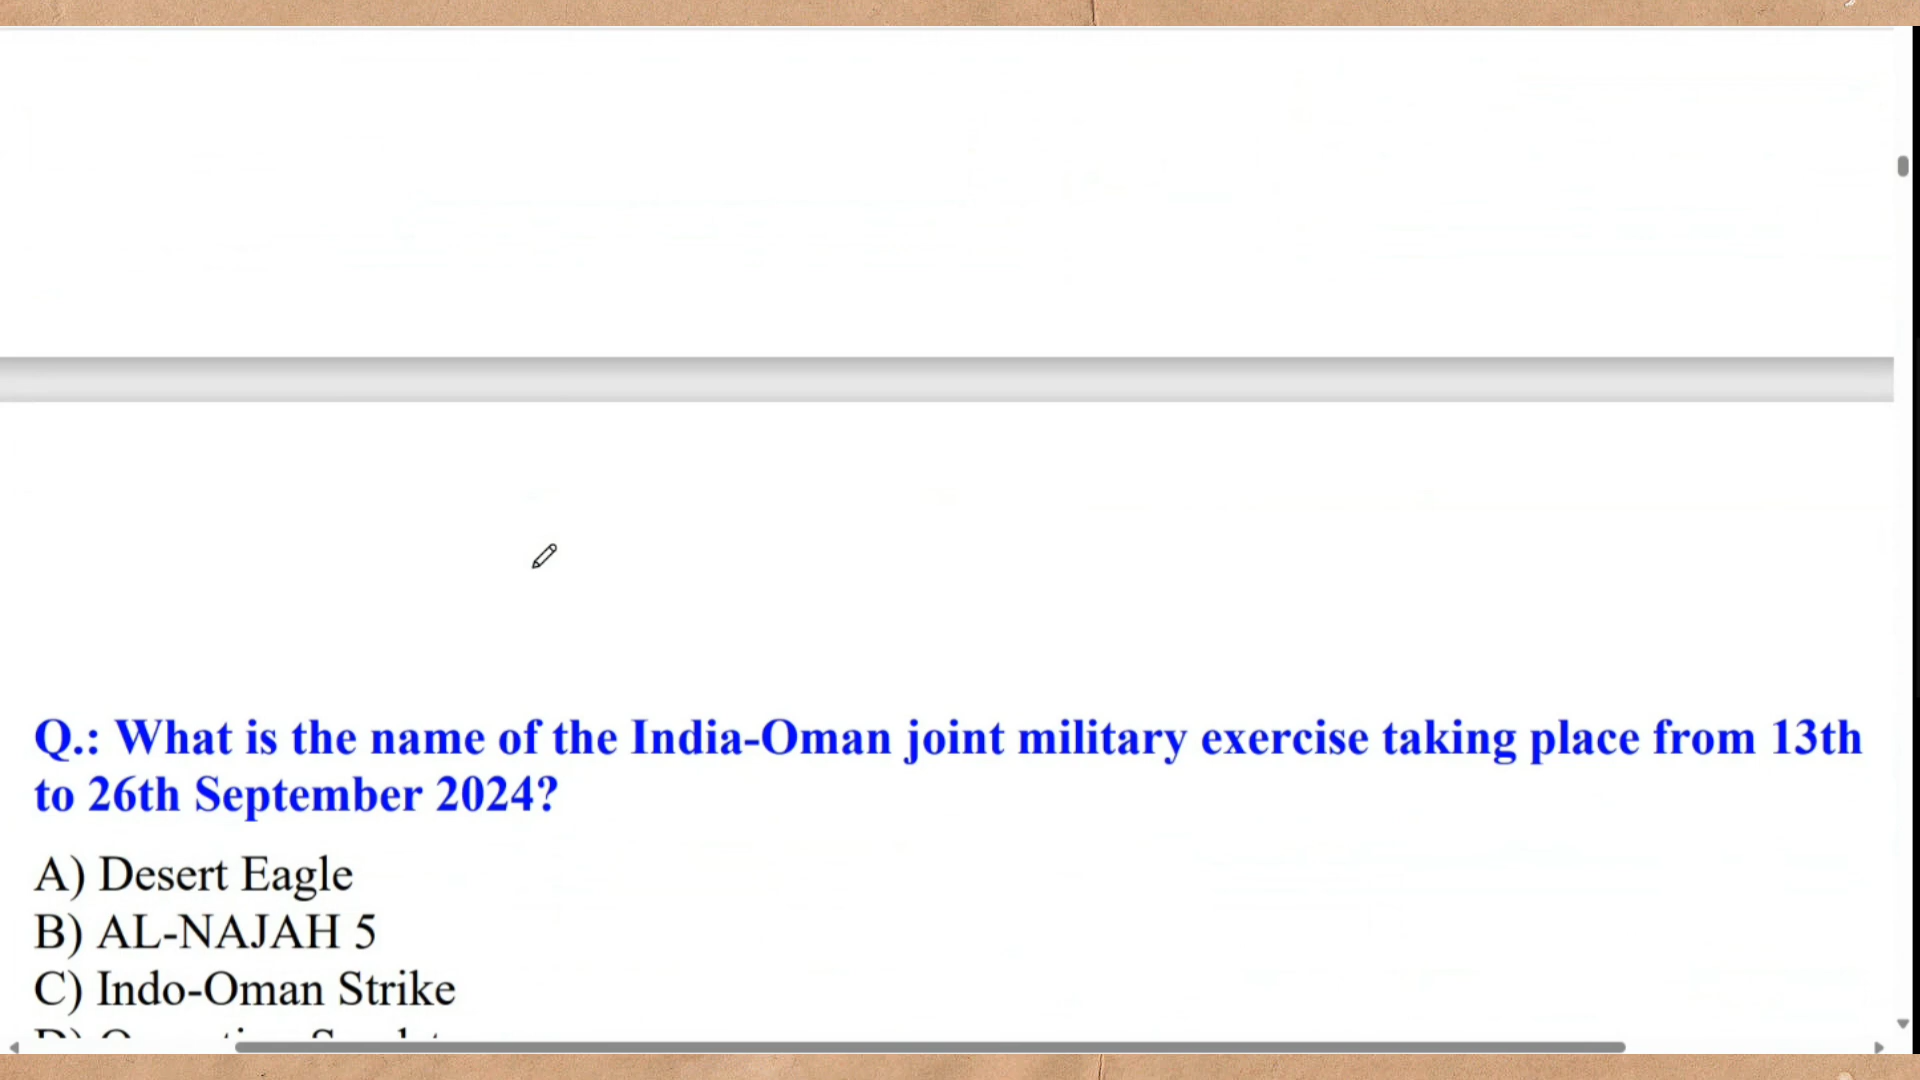 Q.: What is the name of the India-Oman joint military exercise taking place from 13th
to 26th September 2024?
A) Desert Eagle
B) AL-NAJAH 5
C) Indo-Oman Strike